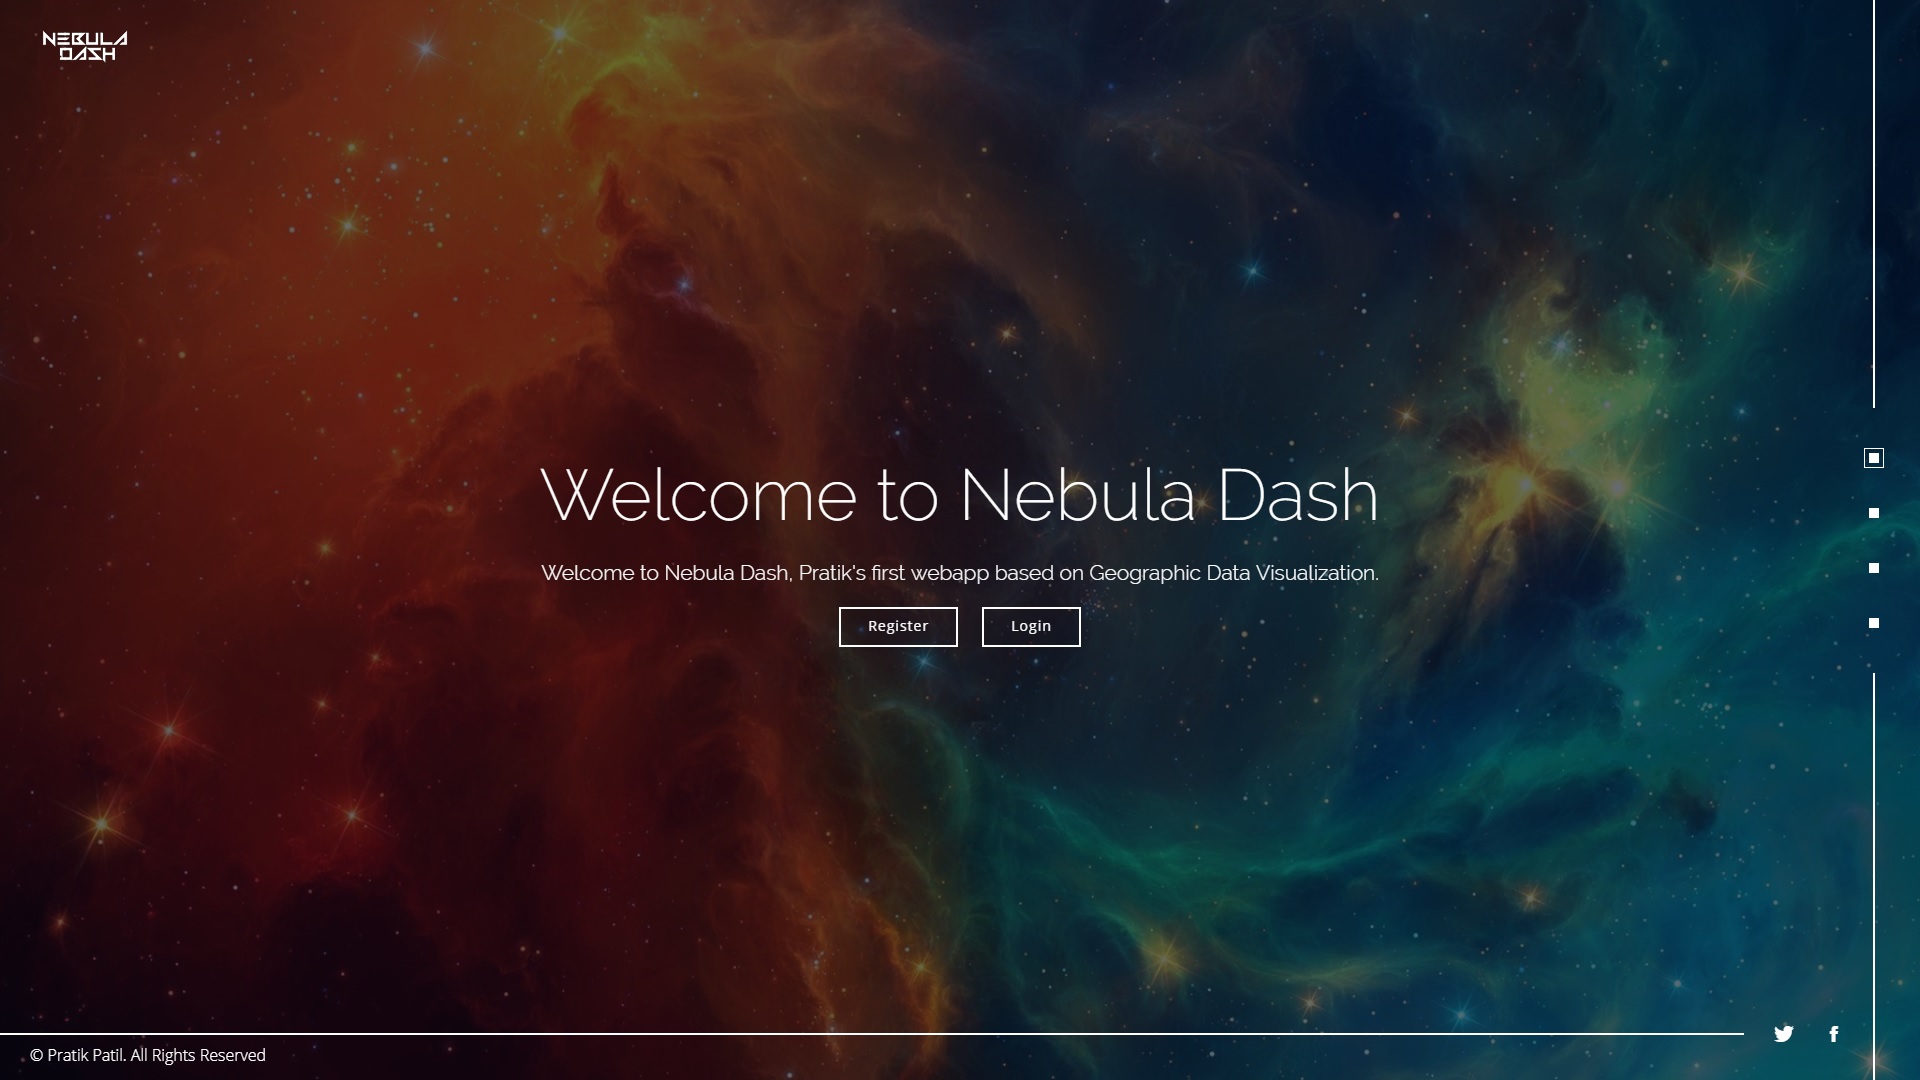 NEBULA
DASH
Welcome to Nebula Dash
Welcome to Nebula Dash, Pratik's first webapp based on Geographic Data Visualization.
Register
Login
© Pratik Patil. All Rights Reserved